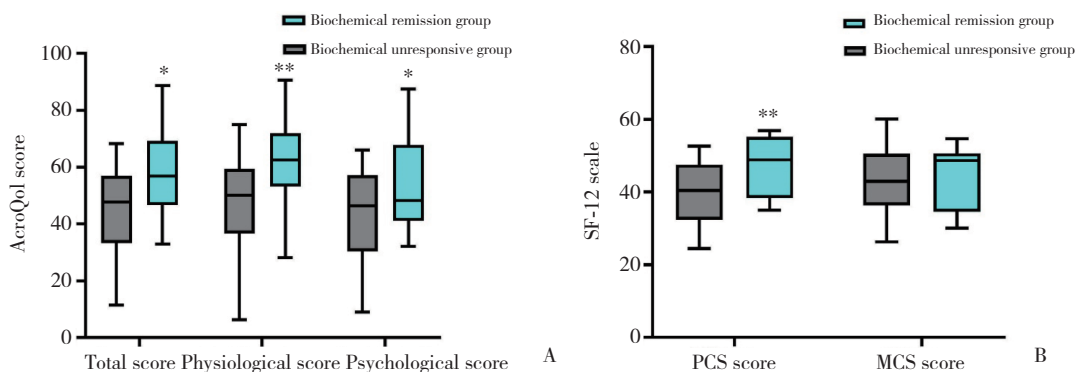 Biochemical remission group
Biochemical unresponsive group
AcroQol score
100
80
60
40
20
0
*
**
*
Total score Physiological score Psychological score
A
Biochemical remission group
Biochemical unresponsive group
SF-12 scale
80
60
40
20
0
**
PCS score
MCS score
B